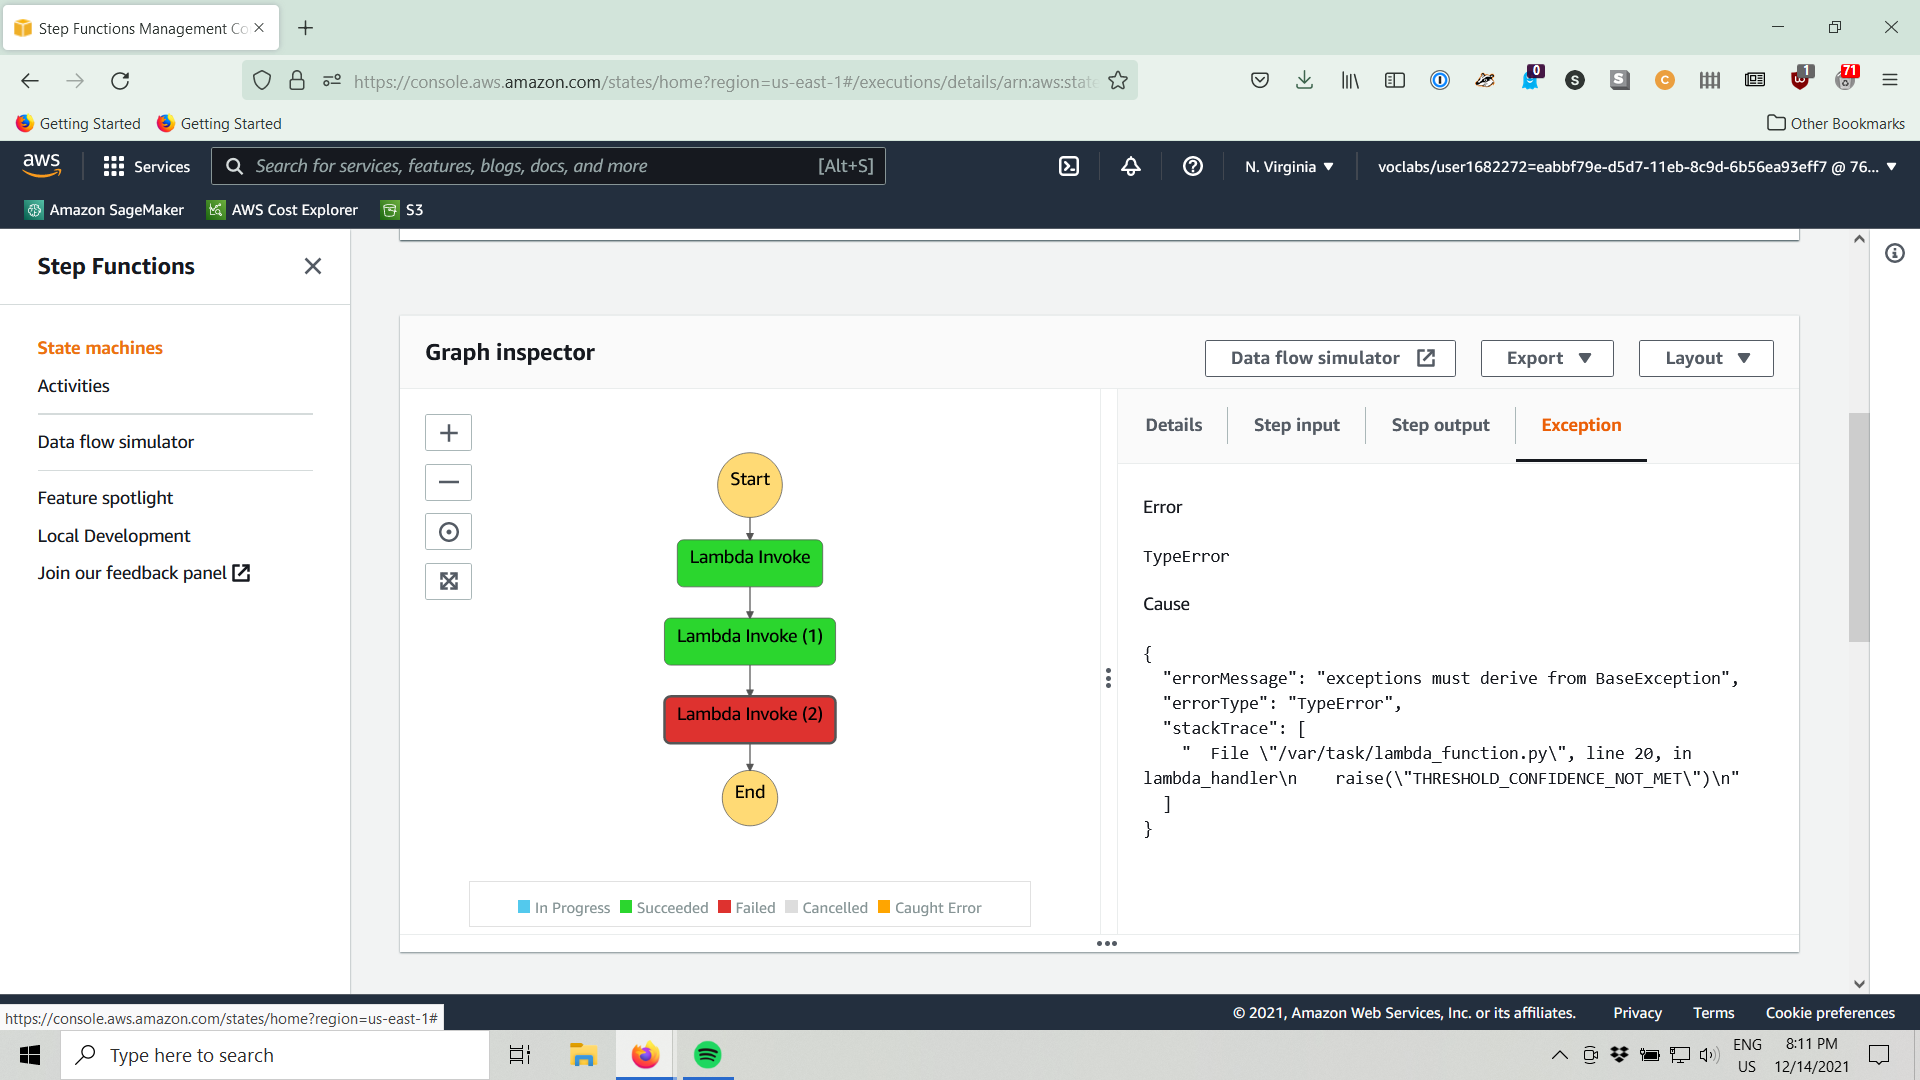 Step Functions Management Co
https://console.aws.amazon.com/states/home?region=us-east-1#/executions/details/arn:aws:state
0
S
S
C
1
71
Getting Started
Getting Started
Other Bookmarks
aws
Services
Search for services, features, blogs, docs, and more
[Alt+S]
N. Virginia
voclabs/user1682272=eabbf79e-d5d7-11eb-8c9d-6b56ea93eff7 @ 76...
Amazon SageMaker
AWS Cost Explorer
S3
Step Functions
State machines
Activities
Data flow simulator
Feature spotlight
Local Development
Join our feedback panel
Graph inspector
Data flow simulator
Export
Layout
Start
Lambda Invoke
Lambda Invoke (1)
Lambda Invoke (2)
End
In Progress
Succeeded
Failed
Cancelled
Caught Error
Details
Step input
Step output
Exception
Error
TypeError
Cause
{
"errorMessage": "exceptions must derive from BaseException",
"errorType": "TypeError",
"stackTrace": [
"  File \"/var/task/lambda_function.py\", line 20, in
lambda_handler\n    raise(\"THRESHOLD_CONFIDENCE_NOT_MET\")\n"
]
}
© 2021, Amazon Web Services, Inc. or its affiliates.
Privacy
Terms
Cookie preferences
https://console.aws.amazon.com/states/home?region=us-east-1#
Type here to search
ENG
US
8:11 PM
12/14/2021